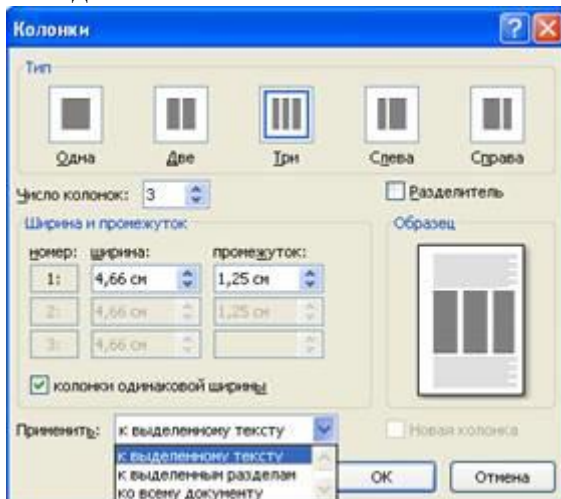 Колонки
Тип
Одна Две Три Слева Справа
Число колонок: 3 Разделитель
Ширина и промежуток Образец
номер: ширина: промежуток:
1: 4,66 см 1,25 см
2: 4,66 см 1,25 см
3: 4,66 см
колонки одинаковой ширины
Применить: к выделенному тексту Новая колонка
к выделенному тексту
к выделенным разделам
ко всему документу
ОК Отмена